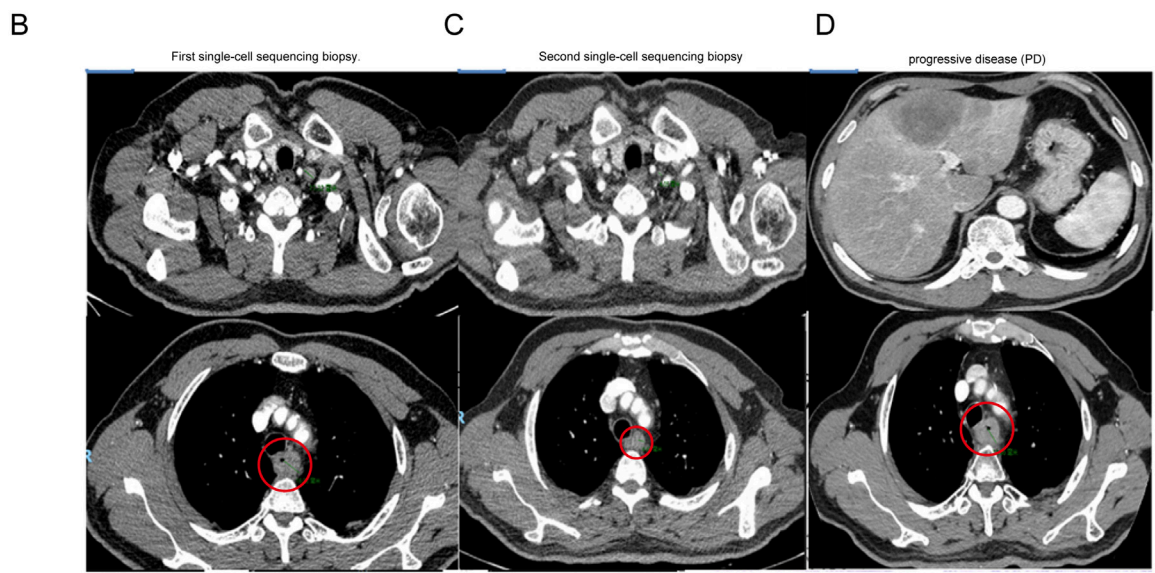 B
C
D
First single-cell sequencing biopsy.
Second single-cell sequencing biopsy
progressive disease (PD)
R
R